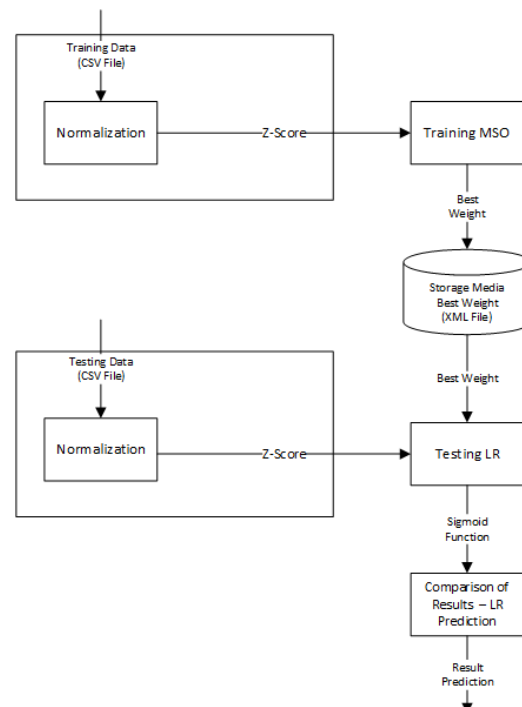 Training Data
(CSV File)
Normalization
Z-Score
Training MSO
Best
Weight
Storage Media
Best Weight
(XML File)
Testing Data
(CSV File)
Best Weight
Normalization
Z-Score
Testing LR
Sigmoid
Function
Comparison of
Results – LR
Prediction
Result
Prediction